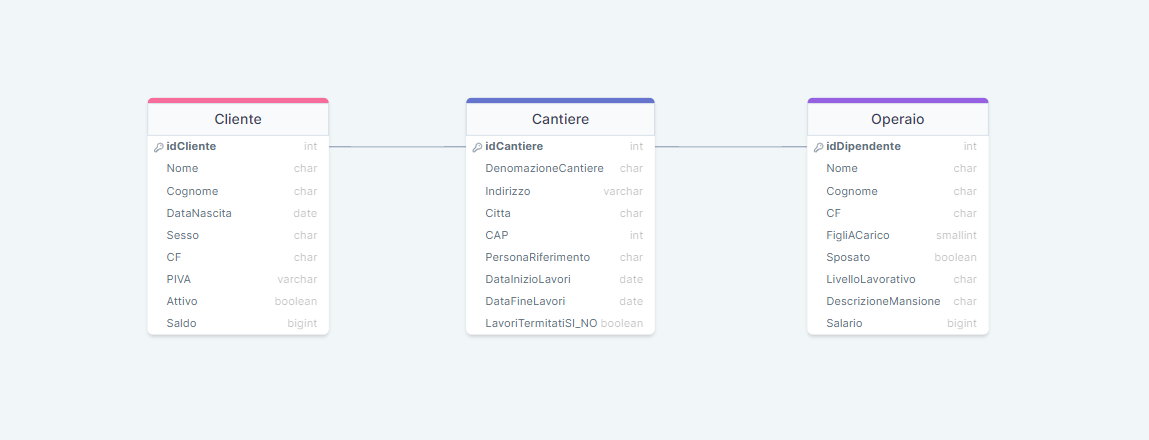 Cliente
idCliente int
Nome char
Cognome char
DataNascita date
Sesso char
CF char
PIVA varchar
Attivo boolean
Saldo bigint
Cantiere
idCantiere int
DenomazioneCantiere char
Indirizzo varchar
Citta char
CAP int
PersonaRiferimento char
DataInizioLavori date
DataFineLavori date
LavoriTermitatiSI_NO boolean
Operaio
idDipendente int
Nome char
Cognome char
CF char
FigliACarico smallint
Sposato boolean
LivelloLavorativo char
DescrizioneMansione char
Salario bigint